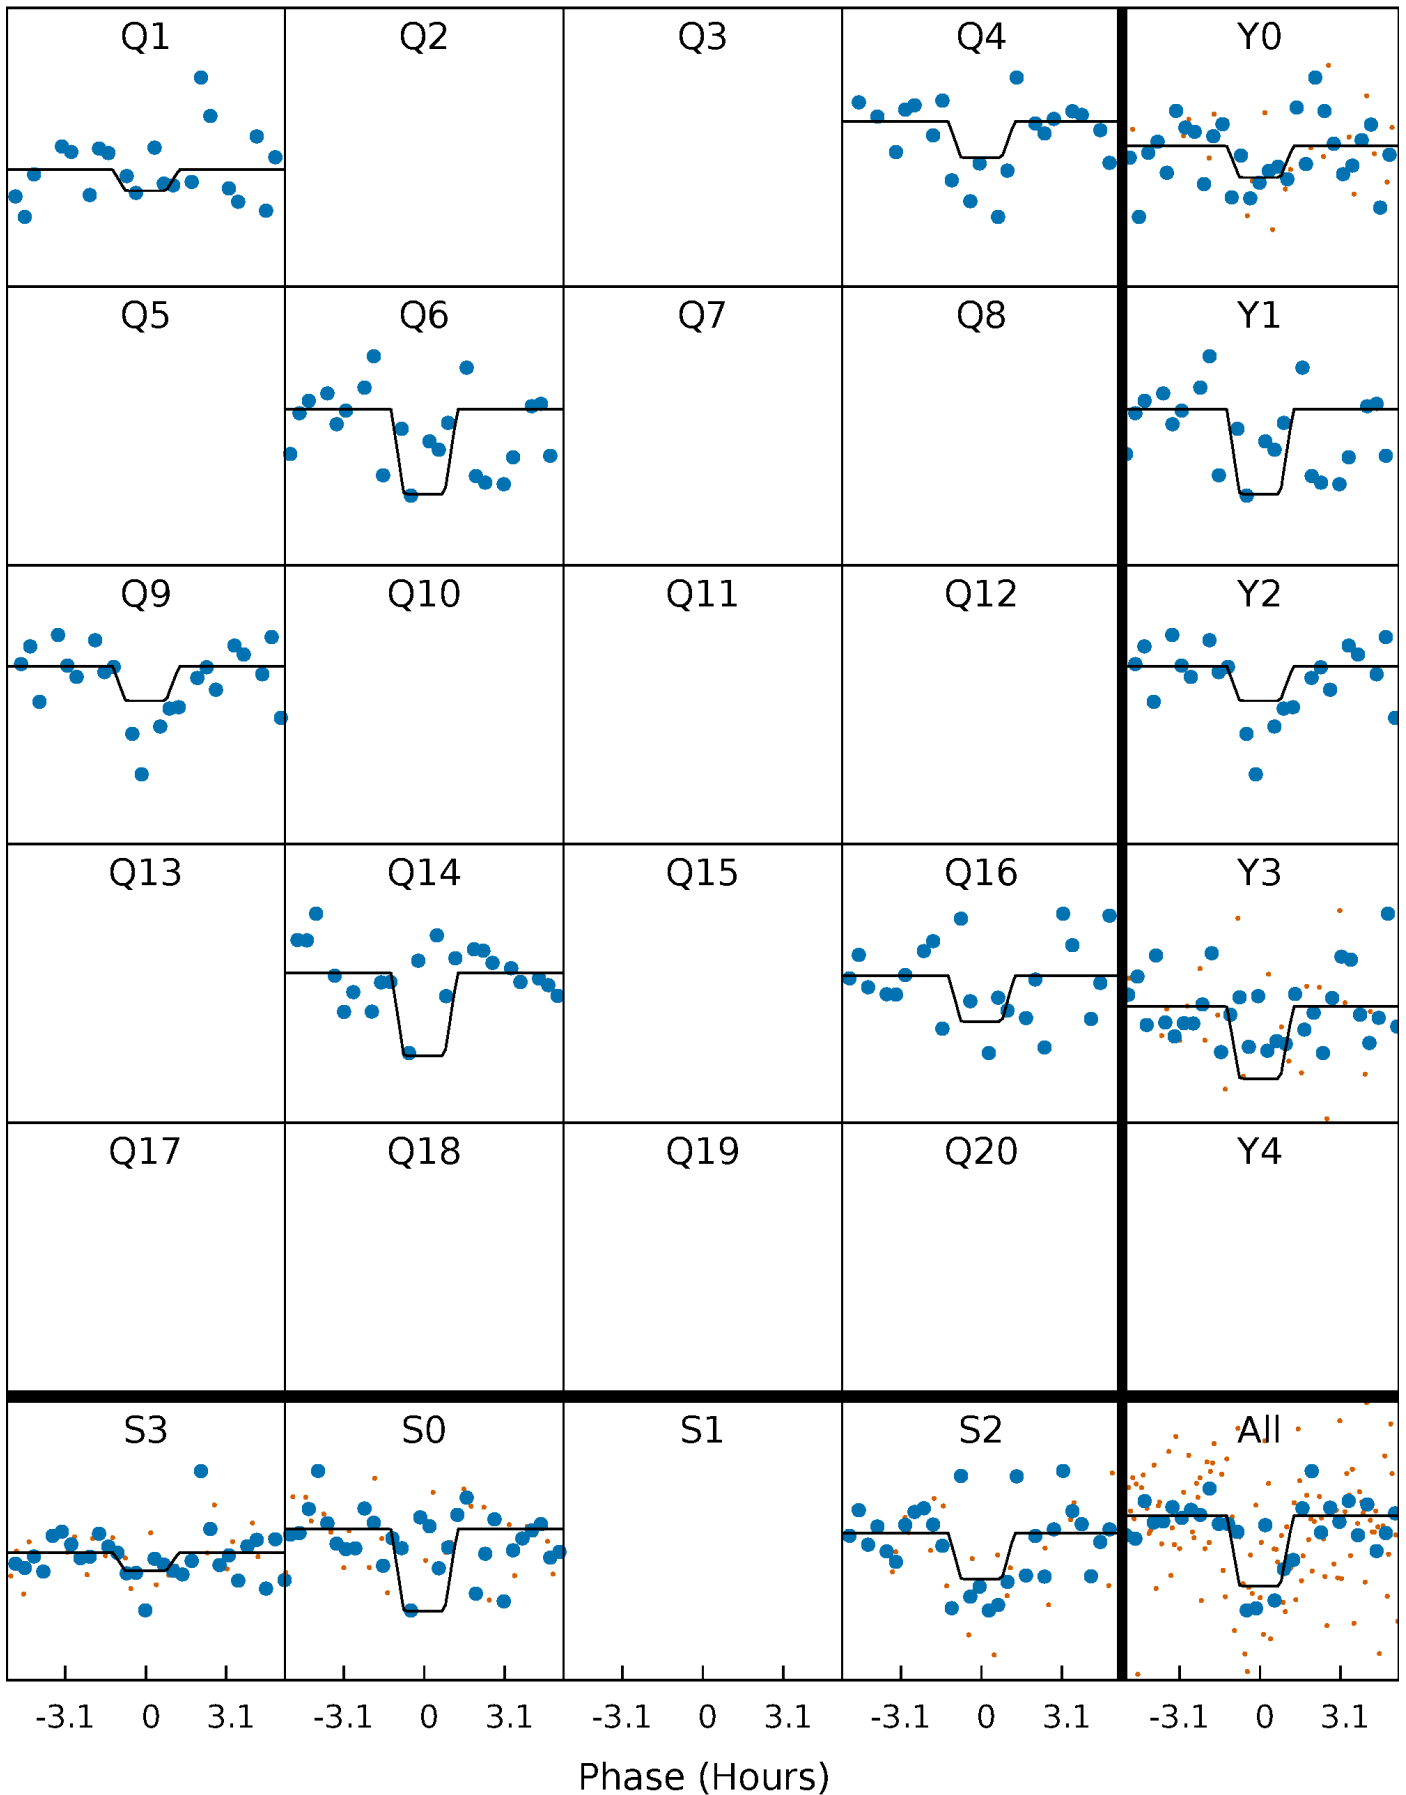 Q1 Q2 Q3 Q4 Y0
Q5 Q6 Q7 Q8 Y1
Q9 Q10 Q11 Q12 Y2
Q13 Q14 Q15 Q16 Y3
Q17 Q18 Q19 Q20 Y4
S3 S0 S1 S2 All
-3.1 0 3.1 -3.1 0 3.1 -3.1 0 3.1 -3.1 0 3.1 -3.1 0 3.1
Phase (Hours)